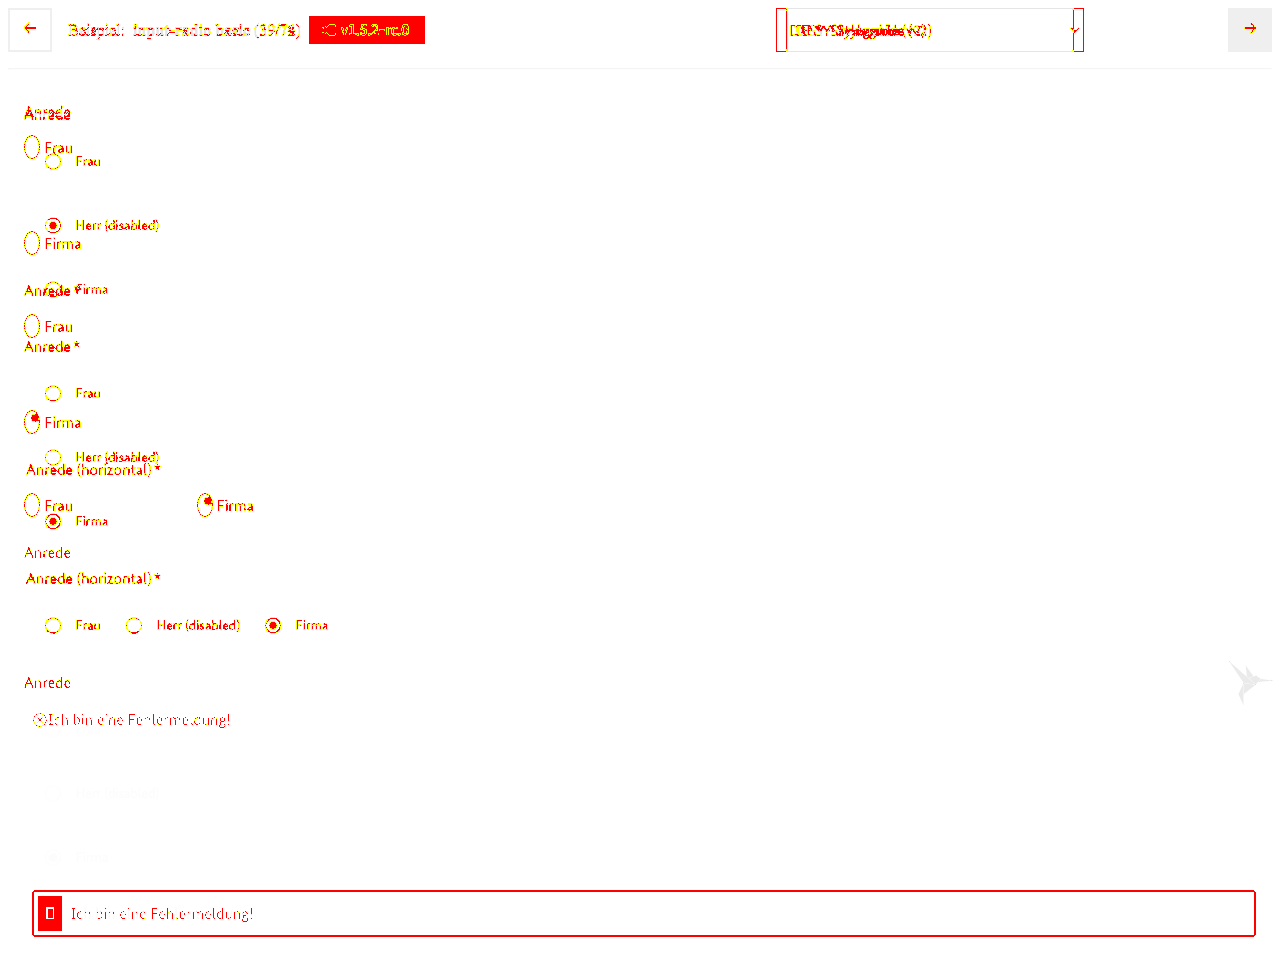 Beispiel: input-radio basic (39/78) v1.5.2-rc.0
Anrede
Frau
Frau
Herr (disabled)
Firma
Firma
Anrede *
Frau
Anrede *
Frau
Firma
Herr (disabled)
Anrede (horizontal) *
Frau Firma
Firma
Anrede
Anrede (horizontal) *
Frau Herr (disabled) Firma
Anrede
Ich bin eine Fehlermeldung!
Ich bin eine Fehlermeldung!